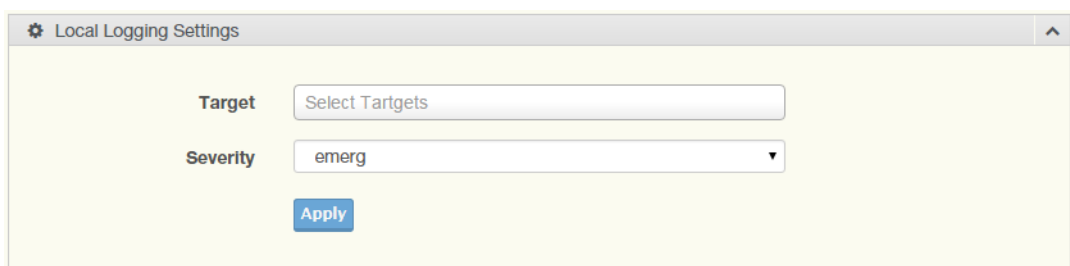 Local Logging Settings
Target
Select Tartgets
Severity
emerg
Apply